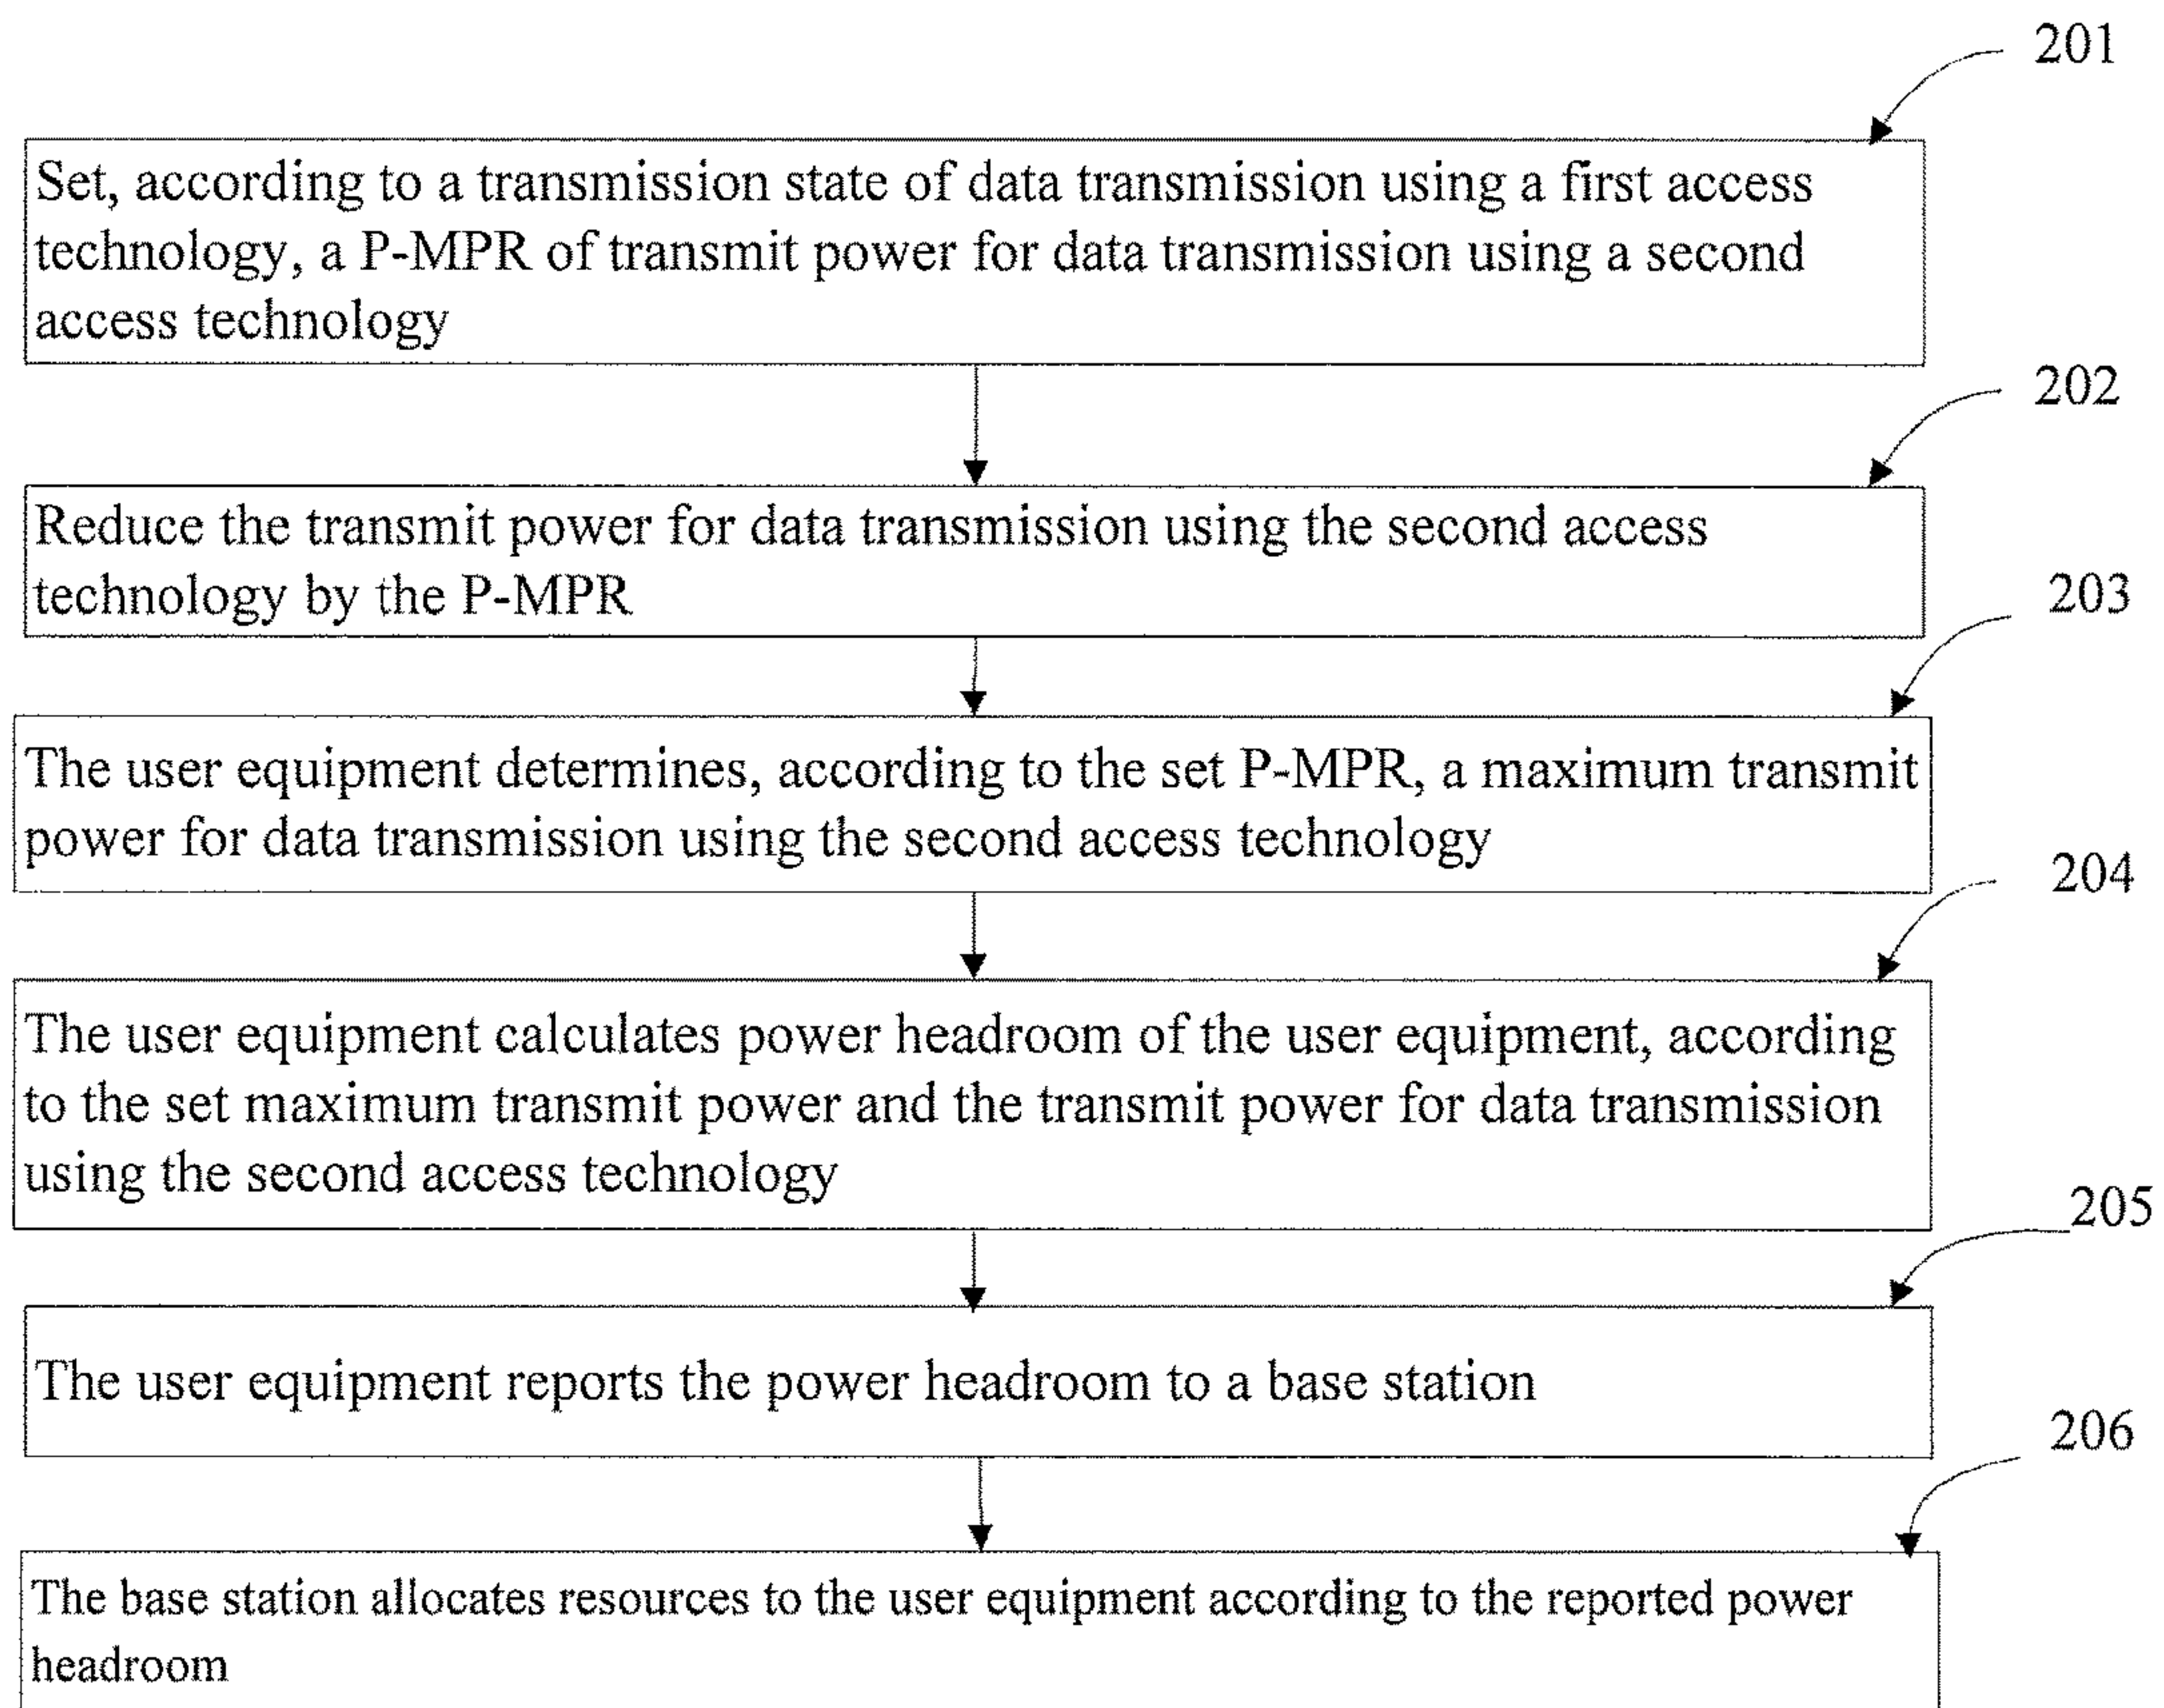 201
Set, according to a transmission state of data transmission using a first access
technology, a P-MPR of transmit power for data transmission using a second
access technology
202
Reduce the transmit power for data transmission using the second access
technology by the P-MPR
203
The user equipment determines, according to the set P-MPR, a maximum transmit
power for data transmission using the second access technology
204
The user equipment calculates power headroom of the user equipment, according
to the set maximum transmit power and the transmit power for data transmission
using the second access technology
205
The user equipment reports the power headroom to a base station
206
The base station allocates resources to the user equipment according to the reported power
headroom